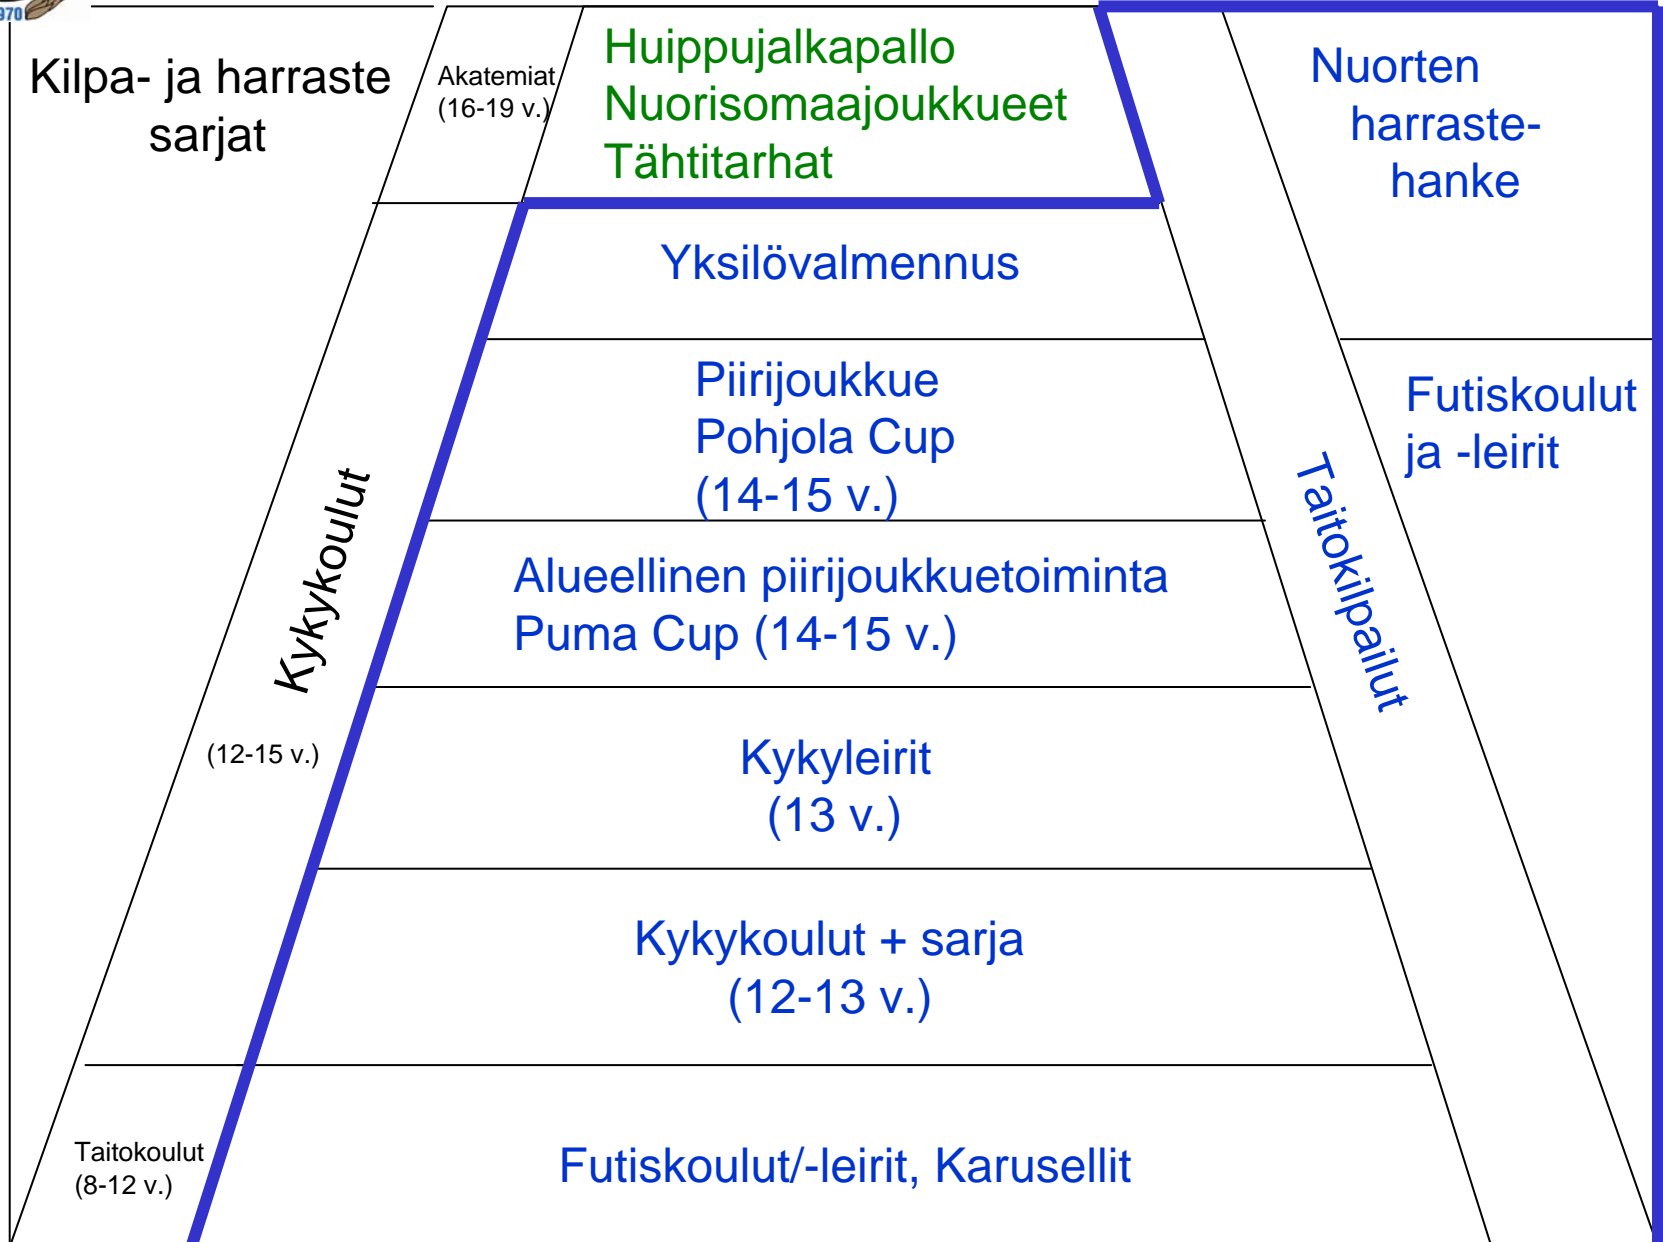 970
Kilpa- ja harraste
sarjat
Akatemiat
(16-19 v.)
Huippujalkapallo
Nuorisomaajoukkueet
Tähtitarhat
Nuorten
harraste-
hanke
Yksilövalmennus
Piirijoukkue
Pohjola Cup
(14-15 v.)
Futiskoulut
ja -leirit
Kykykoulut
(12-15 v.)
Taitokilpailut
Alueellinen piirijoukkuetoiminta
Puma Cup (14-15 v.)
Kykyleirit
(13 v.)
Kykykoulut + sarja
(12-13 v.)
Taitokoulut
(8-12 v.)
Futiskoulut/-leirit, Karusellit